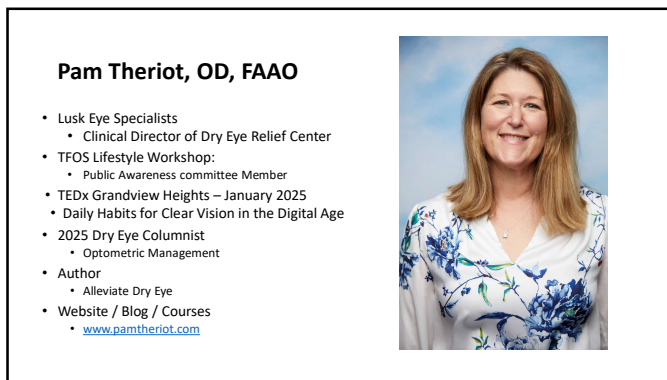 Pam Theriot, OD, FAAO
• Lusk Eye Specialists
• Clinical Director of Dry Eye Relief Center
• TFOS Lifestyle Workshop:
• Public Awareness committee Member
• TEDx Grandview Heights – January 2025
• Daily Habits for Clear Vision in the Digital Age
• 2025 Dry Eye Columnist
• Optometric Management
• Author
• Alleviate Dry Eye
• Website / Blog / Courses
• www.pamtheriot.com